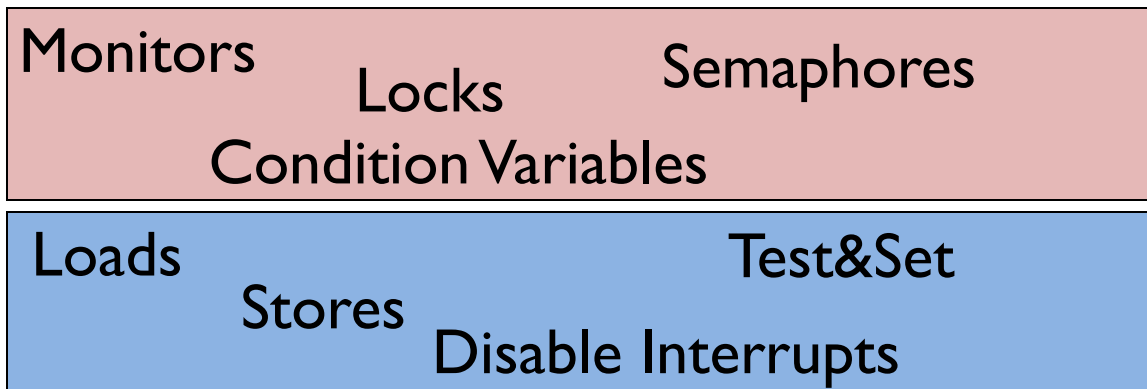 Monitors
Locks
Semaphores
Condition Variables
Loads
Stores
Test&Set
Disable Interrupts